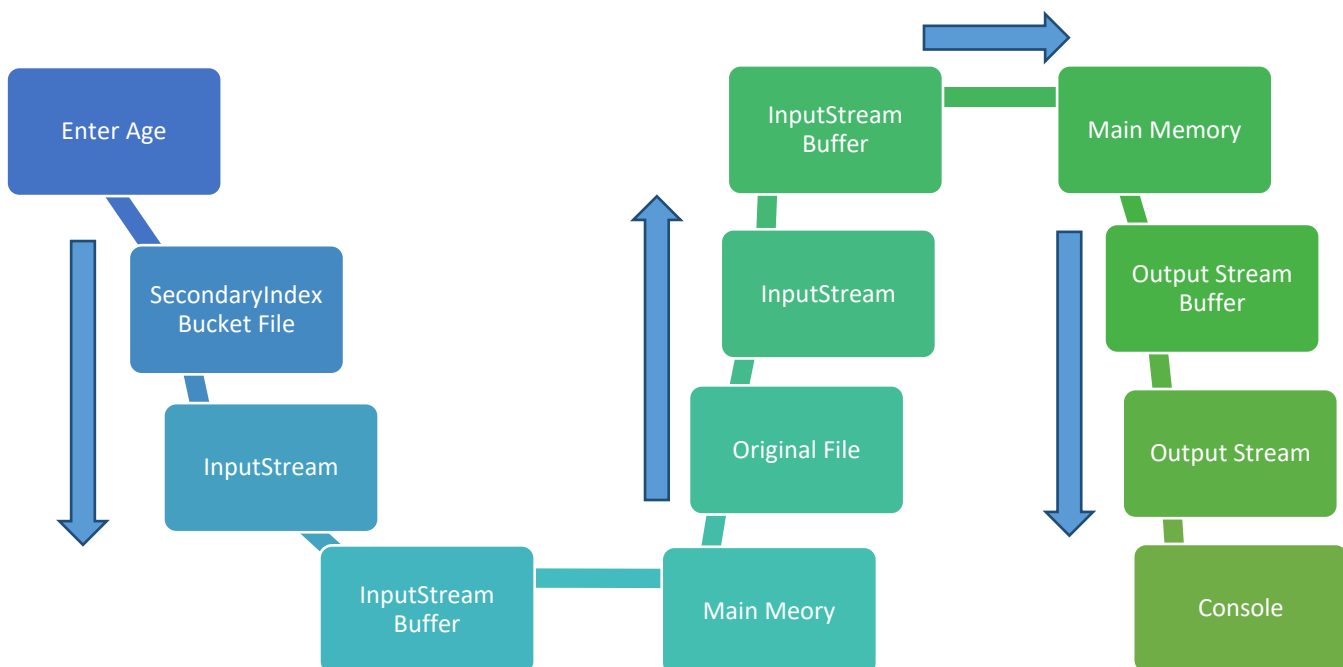 Enter Age
SecondaryIndex
Bucket File
InputStream
InputStream
Buffer
Main Meory
Original File
InputStream
InputStream
Buffer
Main Memory
Output Stream
Buffer
Output Stream
Console